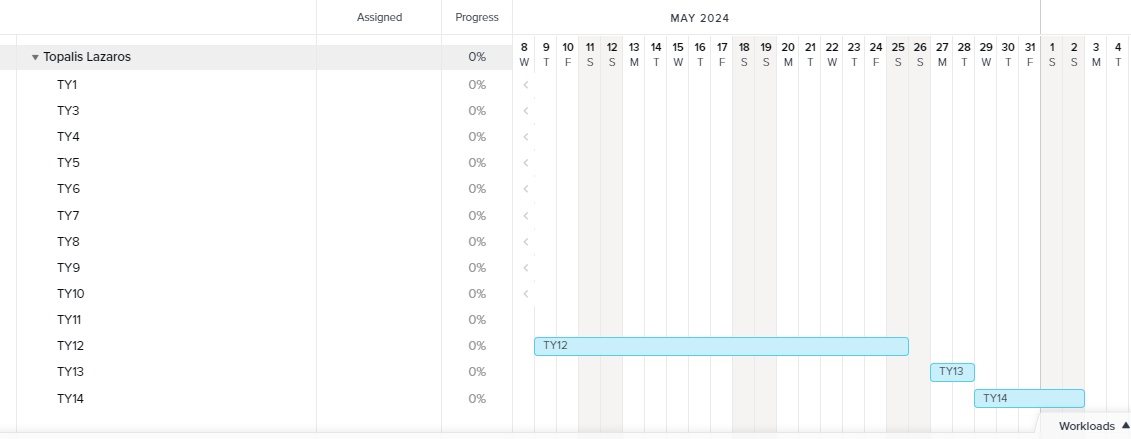 Assigned Progress MAY 2024
8 9 10 11 12 13 14 15 16 17 18 19 20 21 22 23 24 25 26 27 28 29 30 31 1 2 3 4
Topalis Lazaros 0% W T F S S M T W T F S S M T W T F S S M T W T F S S M T
TY1 0%
TY3 0%
TY4 0%
TY5 0%
TY6 0%
TY7 0%
TY8 0%
TY9 0%
TY10 0%
TY11 0%
TY12 0% TY12
TY13 0% TY13
TY14 0% TY14
Workloads